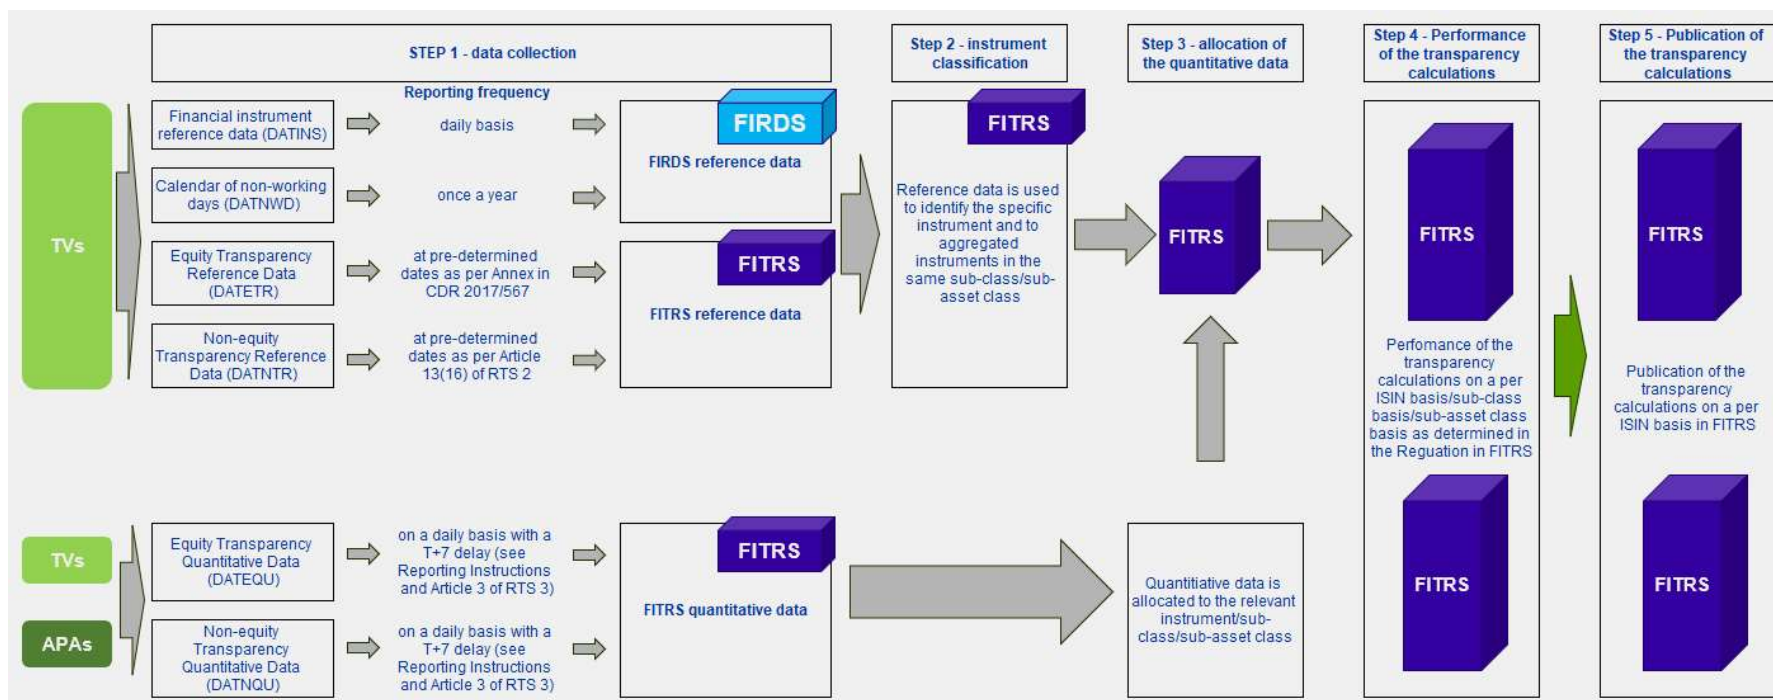 STEP 1 - data collection
Step 2 - instrument
classification
Step 3 - allocation of
the quantitative data
Step 4 - Performance
of the transparency
calculations
Step 5 - Publication of
the transparency
calculations
Reporting frequency
TVs
Financial instrument
reference data (DATINS)
daily basis
FIRDS
FIRDS reference data
Calendar of non-working
days (DATNWD)
once a year
Equity Transparency
Reference Data
(DATETR)
at pre-determined
dates as per Annex in
CDR 2017/567
FITRS
FITRS reference data
Non-equity
Transparency Reference
Data (DATNTR)
at pre-determined
dates as per Article
13(16) of RTS 2
FITRS
Reference data is used
to identify the specific
instrument and to
aggregated
instruments in the
same sub-class/sub-
asset class
FITRS
FITRS
Perfomance of the
transparency
calculations on a per
ISIN basis/sub-class
basis/sub-asset class
basis as determined in
the Reguation in FITRS
FITRS
Publication of the
transparency
calculations on a per
ISIN basis in FITRS
TVs
APAs
Equity Transparency
Quantitative Data
(DATEQU)
on a daily basis with a
T+7 delay (see
Reporting Instructions
and Article 3 of RTS 3)
FITRS
FITRS quantitative data
Non-equity
Transparency
Quantitative Data
(DATNQU)
on a daily basis with a
T+7 delay (see
Reporting Instructions
and Article 3 of RTS 3)
Quantitiative data is
allocated to the relevant
instrument/sub-
class/sub-asset class
FITRS
FITRS